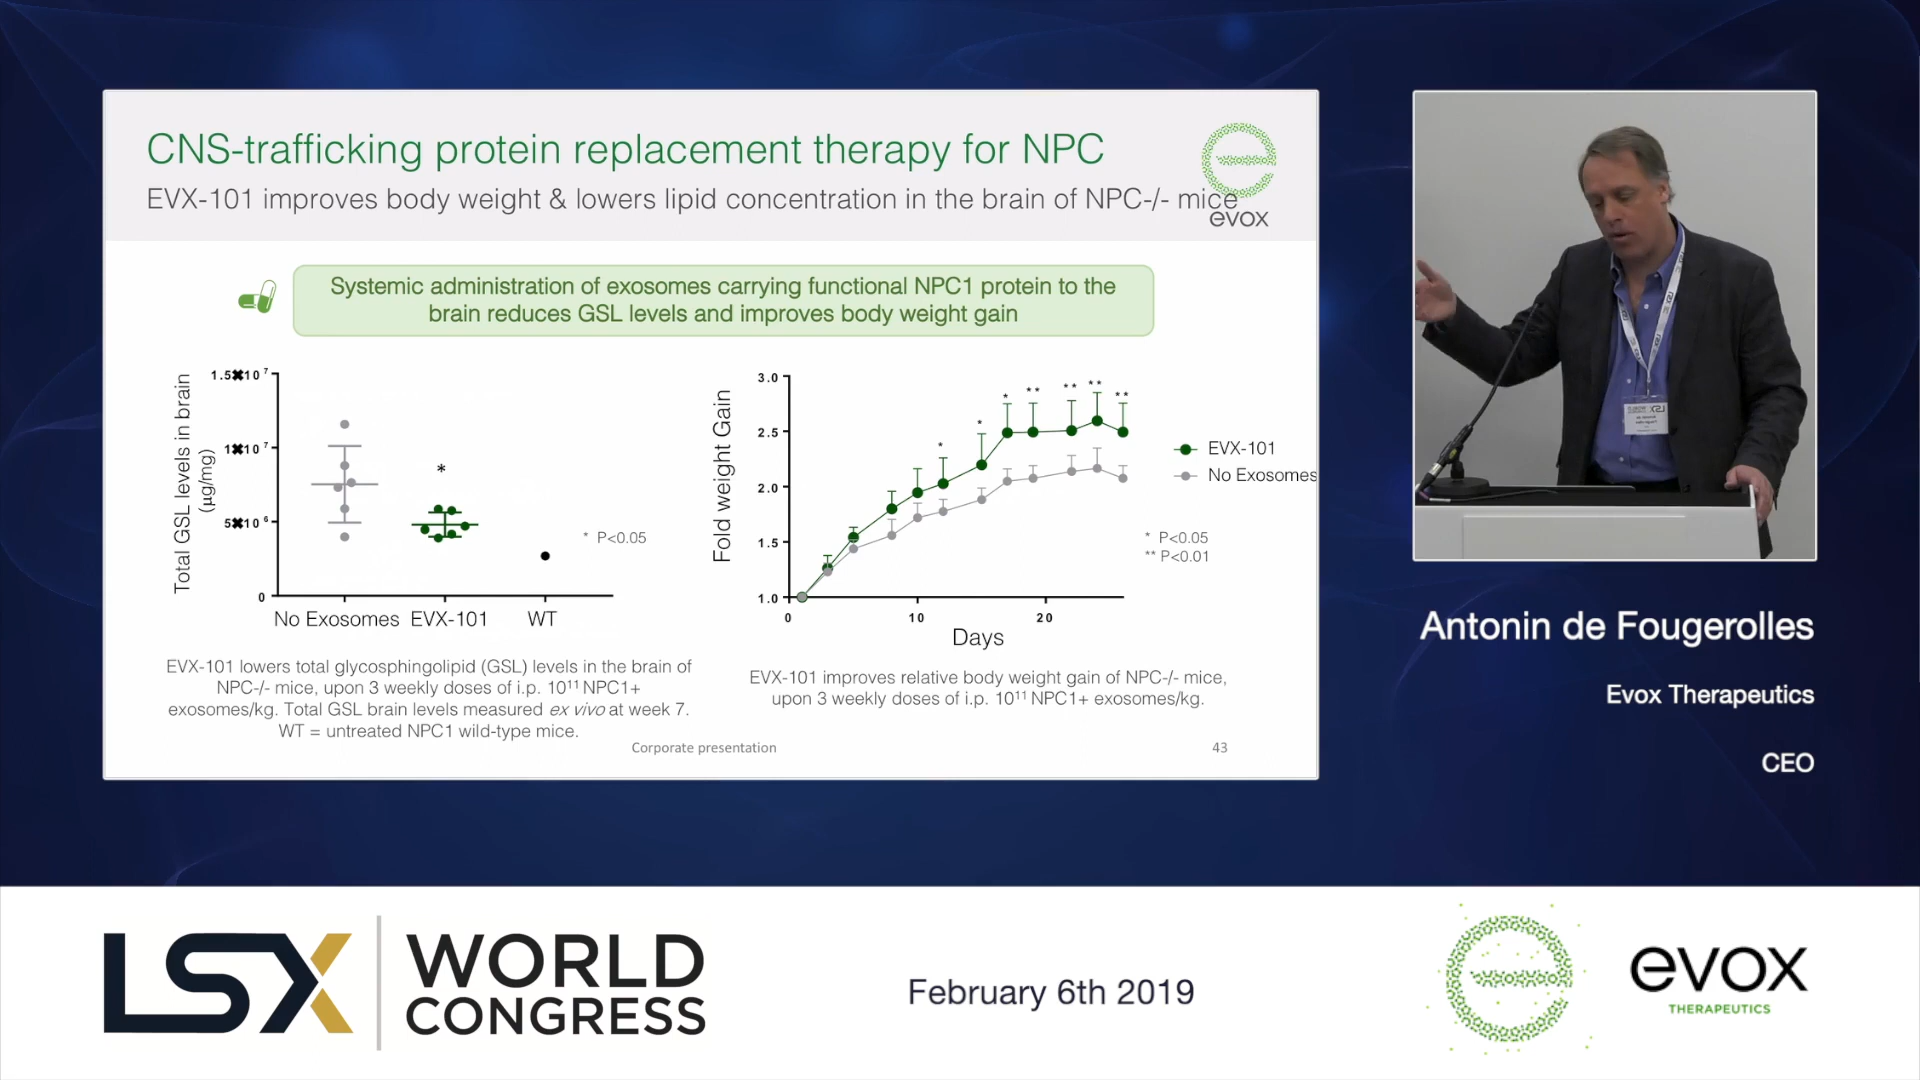 CNS-trafficking protein replacement therapy for NPC
EVX-101 improves body weight & lowers lipid concentration in the brain of NPC-/- mice
evox
Systemic administration of exosomes carrying functional NPC1 protein to the
brain reduces GSL levels and improves body weight gain
Total GSL levels in brain
(µg/mg)
1.5✖10⁷
1✖10⁷
5✖10⁶
0
*
* P<0.05
No Exosomes EVX-101 WT
EVX-101 lowers total glycosphingolipid (GSL) levels in the brain of
NPC-/- mice, upon 3 weekly doses of i.p. 10¹¹ NPC1+
exosomes/kg. Total GSL brain levels measured ex vivo at week 7.
WT = untreated NPC1 wild-type mice.
Fold weight Gain
3.0
2.5
2.0
1.5
1.0
* * * ** ** ** **
EVX-101
No Exosomes
* P<0.05
** P<0.01
0 10 20
Days
EVX-101 improves relative body weight gain of NPC-/- mice,
upon 3 weekly doses of i.p. 10¹¹ NPC1+ exosomes/kg.
Corporate presentation
43
Antonin de Fougerolles
Evox Therapeutics
CEO
LSX WORLD
CONGRESS
February 6th 2019
evox
THERAPEUTICS